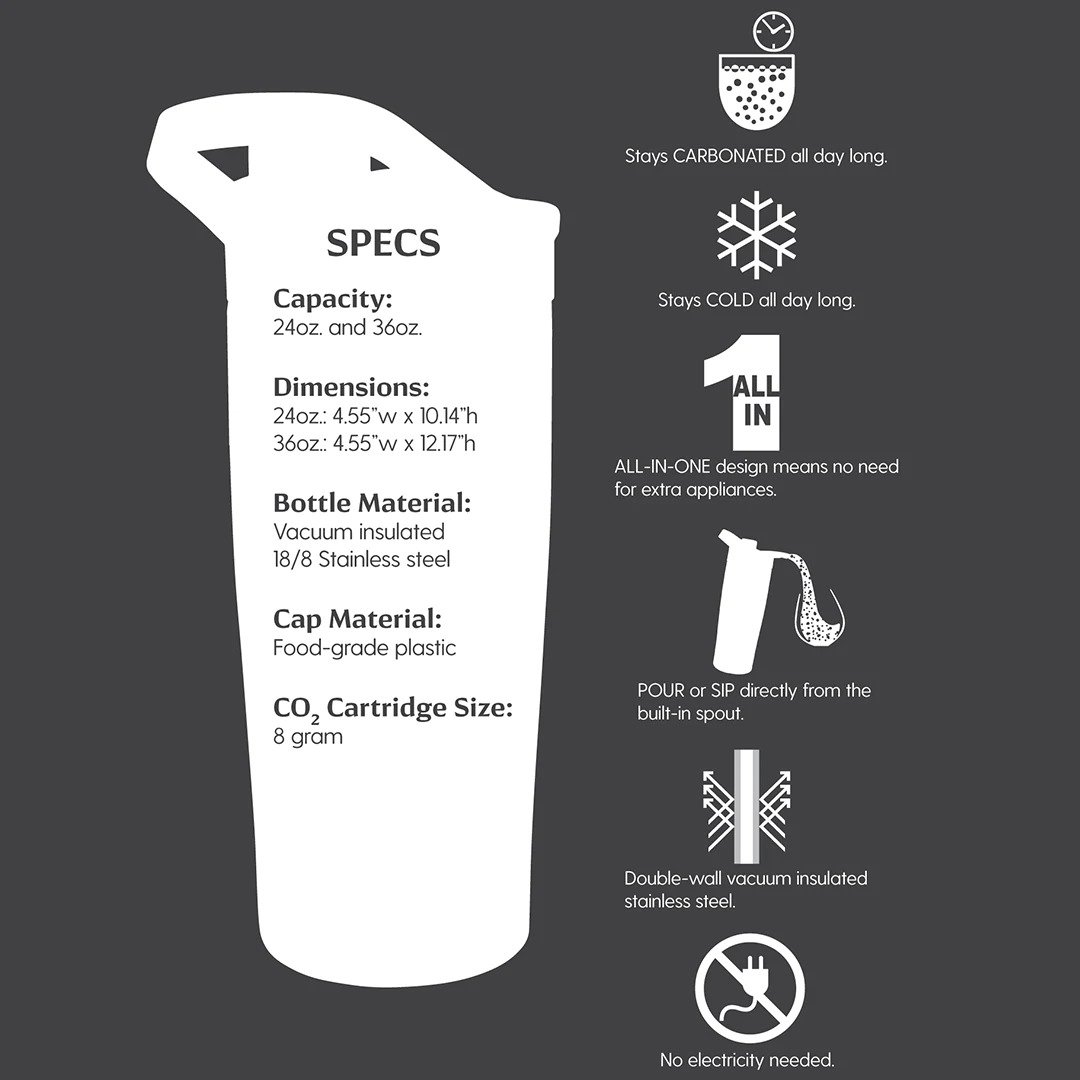 SPECS
Capacity:
24oz. and 36oz.
Dimensions:
24oz.: 4.55”w x 10.14”h
36oz.: 4.55”w x 12.17”h
Bottle Material:
Vacuum insulated
18/8 Stainless steel
Cap Material:
Food-grade plastic
CO₂ Cartridge Size:
8 gram
Stays CARBONATED all day long.
Stays COLD all day long.
1
ALL
IN
ALL-IN-ONE design means no need
for extra appliances.
POUR or SIP directly from the
built-in spout.
Double-wall vacuum insulated
stainless steel.
No electricity needed.